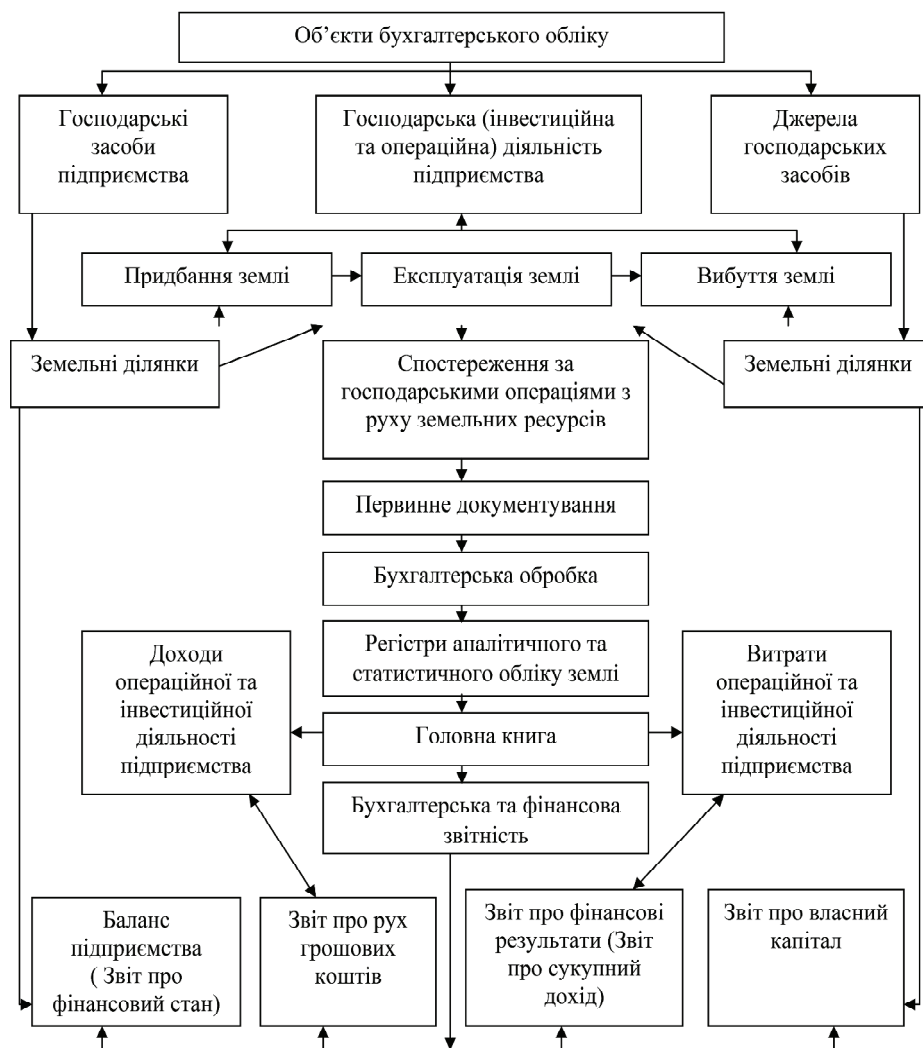 Об’єкти бухгалтерського обліку
Господарські
засоби
підприємства
Господарська (інвестиційна
та операційна) діяльність
підприємства
Джерела
господарських
засобів
Придбання землі
Експлуатація землі
Вибуття землі
Земельні ділянки
Спостереження за
господарськими операціями з
руху земельних ресурсів
Земельні ділянки
Первинне документування
Бухгалтерська обробка
Регістри аналітичного та
статистичного обліку землі
Доходи
операційної та
інвестиційної
діяльності
підприємства
Головна книга
Витрати
операційної та
інвестиційної
діяльності
підприємства
Бухгалтерська та фінансова
звітність
Баланс
підприємства
( Звіт про
фінансовий стан)
Звіт про рух
грошових
коштів
Звіт про фінансові
результати (Звіт
про сукупний
дохід)
Звіт про власний
капітал